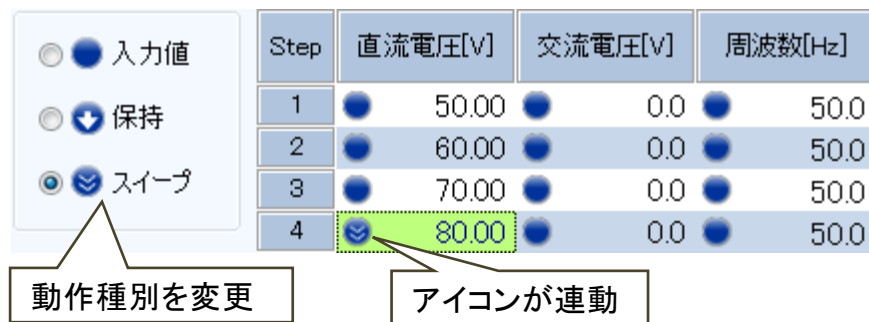 入力値
保持
スイープ
Step 直流電圧[V] 交流電圧[V] 周波数[Hz]
1 50.00 0.0 50.0
2 60.00 0.0 50.0
3 70.00 0.0 50.0
4 80.00 0.0 50.0
動作種別を変更
アイコンが連動